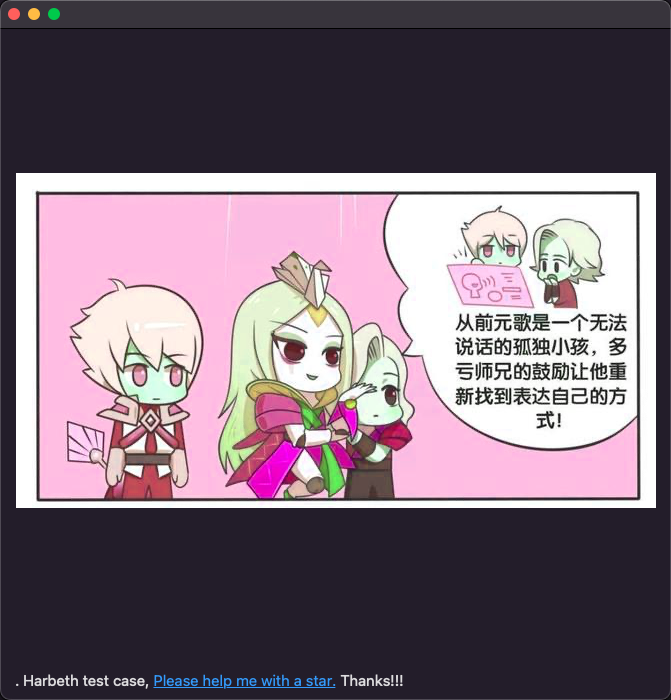 从前元歌是一个无法
说话的孤独小孩，多
亏师兄的鼓励让他重
新找到表达自己的方
式！
. Harbeth test case, Please help me with a star. Thanks!!!